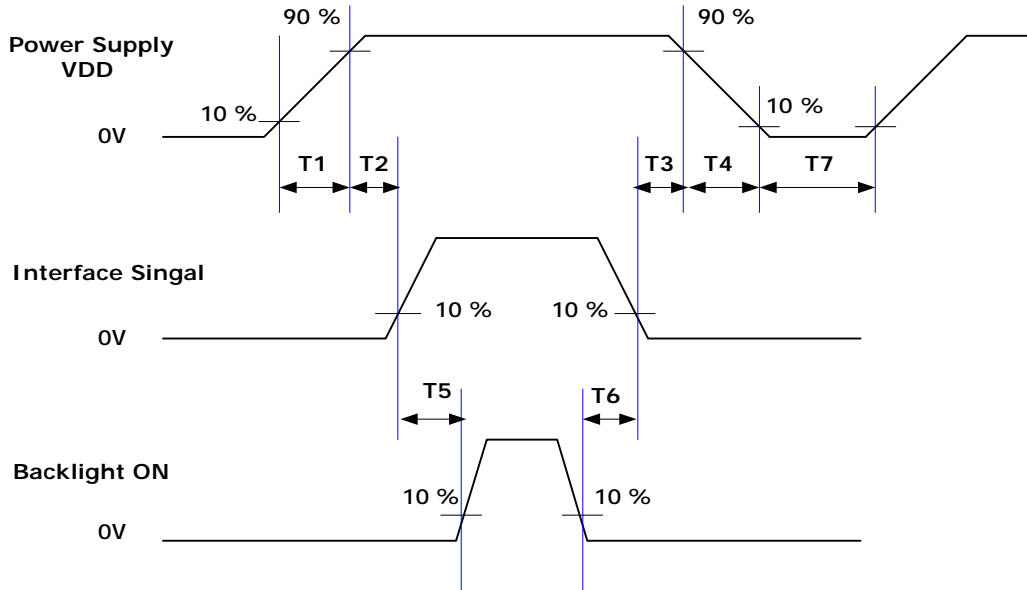 90 %
90 %
Power Supply
VDD
10 %
10 %
0V
T1
T2
T3
T4
T7
Interface Singal
10 %
10 %
0V
T5
T6
Backlight ON
10 %
10 %
0V